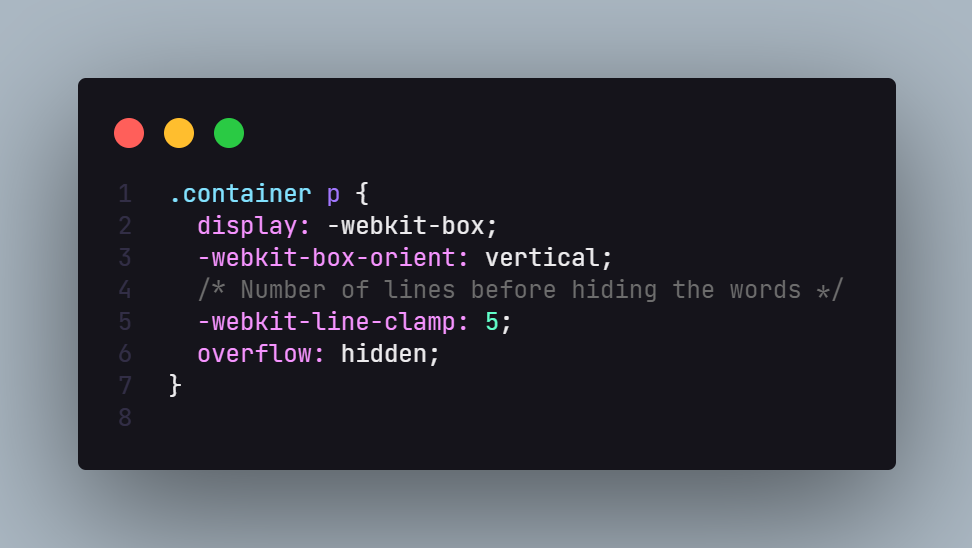 1 .container p {
2   display: -webkit-box;
3   -webkit-box-orient: vertical;
4   /* Number of lines before hiding the words */
5   -webkit-line-clamp: 5;
6   overflow: hidden;
7 }
8